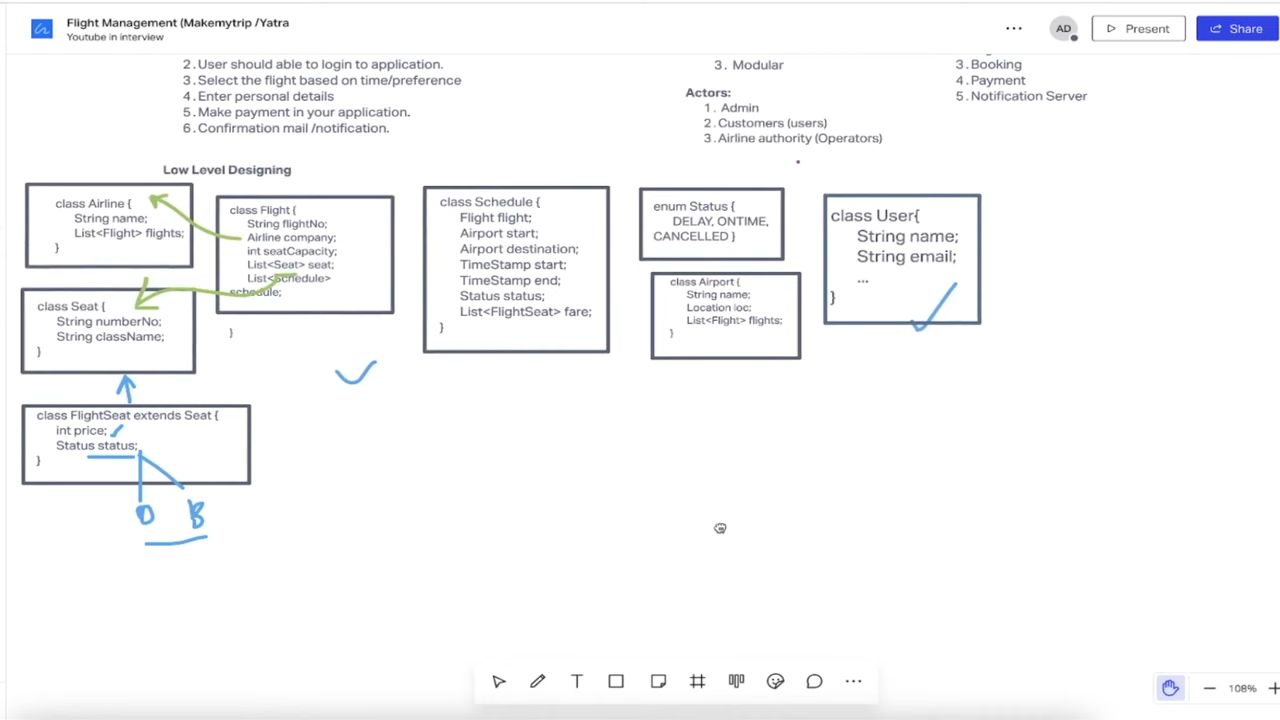 Flight Management (Makemytrip /Yatra
Youtube in interview
AD
Present
Share
2. User should able to login to application.
3. Select the flight based on time/preference
4. Enter personal details
5. Make payment in your application.
6. Confirmation mail /notification.
3. Modular
Actors:
1. Admin
2. Customers (users)
3. Airline authority (Operators)
3. Booking
4. Payment
5. Notification Server
Low Level Designing
class Airline {
String name;
List<Flight> flights;
}
class Flight {
String flightNo;
Airline company;
int seatCapacity;
List<Seat> seat;
List<Schedule>
schedule;
}
class Schedule {
Flight flight;
Airport start;
Airport destination;
TimeStamp start;
TimeStamp end;
Status status;
List<FlightSeat> fare;
}
enum Status {
DELAY, ONTIME,
CANCELLED }
class Airport {
String name;
Location loc;
List<Flight> flights;
}
class User{
String name;
String email;
...
}
class Seat {
String numberNo;
String className;
}
class FlightSeat extends Seat {
int price;
Status status;
}
B
108%